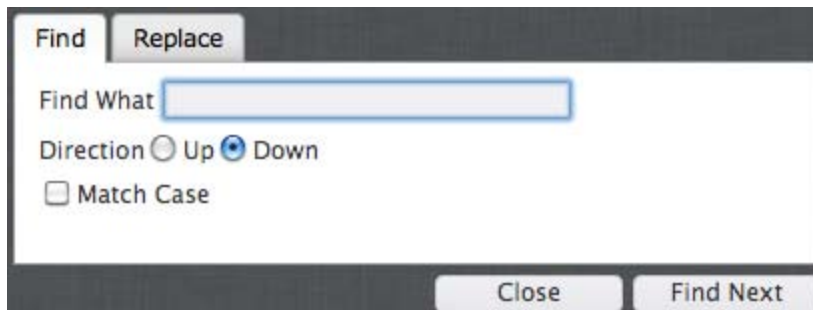 Find Replace
Find What
Direction Up Down
Match Case
Close Find Next